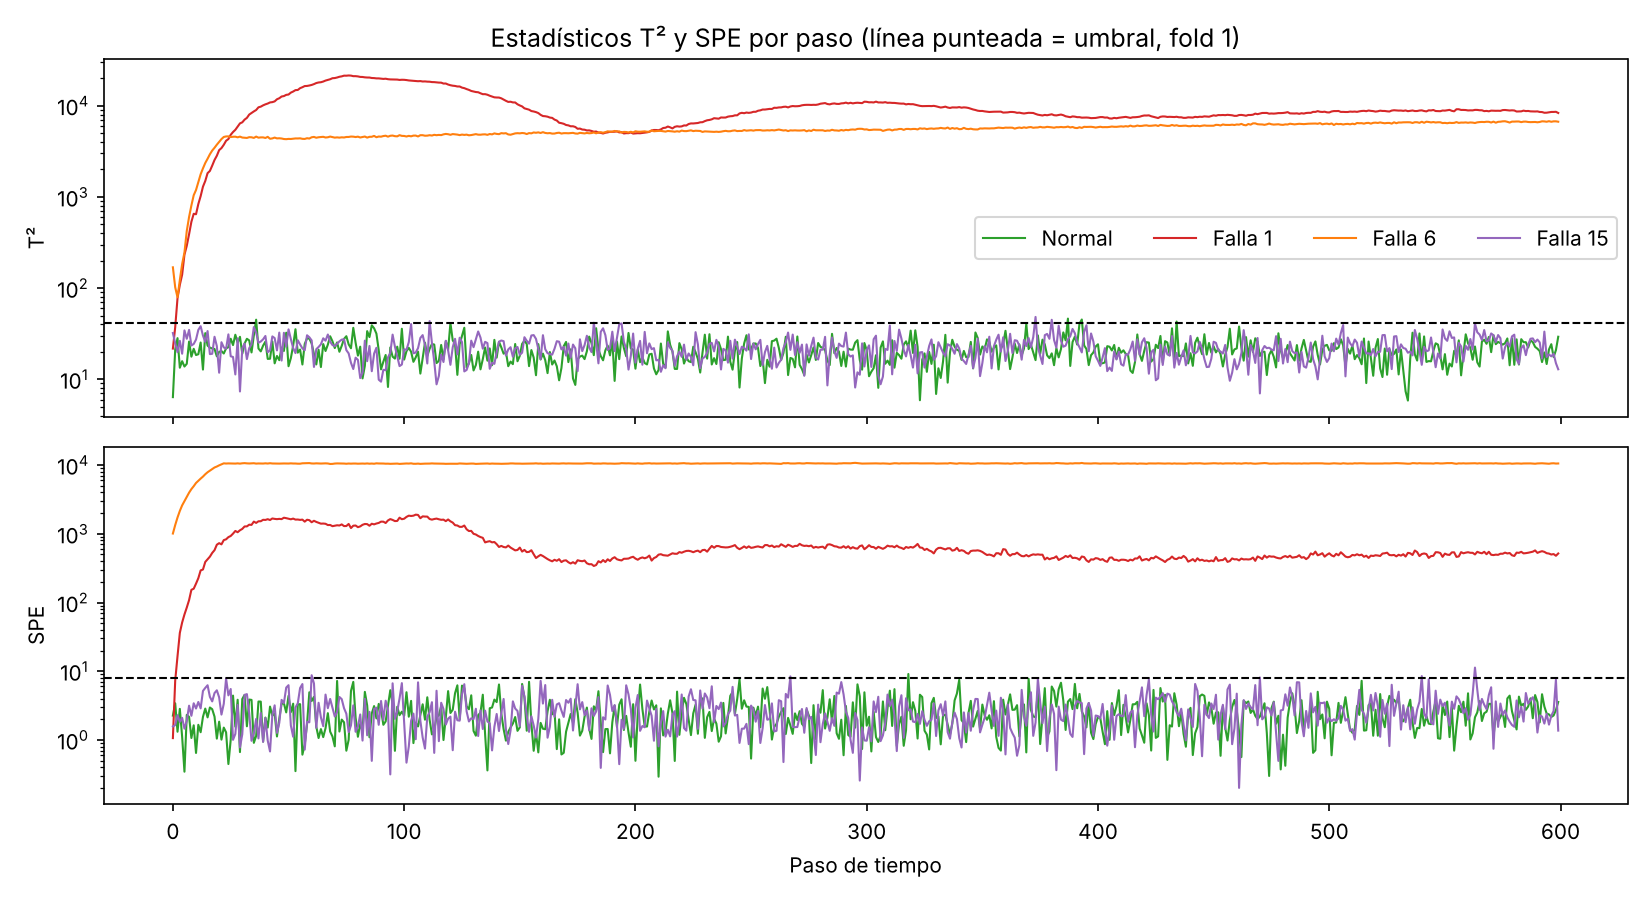 Estadísticos T² y SPE por paso (línea punteada = umbral, fold 1)
T²
10⁴
10³
10²
10¹
Normal Falla 1 Falla 6 Falla 15
SPE
10⁴
10³
10²
10¹
10⁰
0 100 200 300 400 500 600
Paso de tiempo